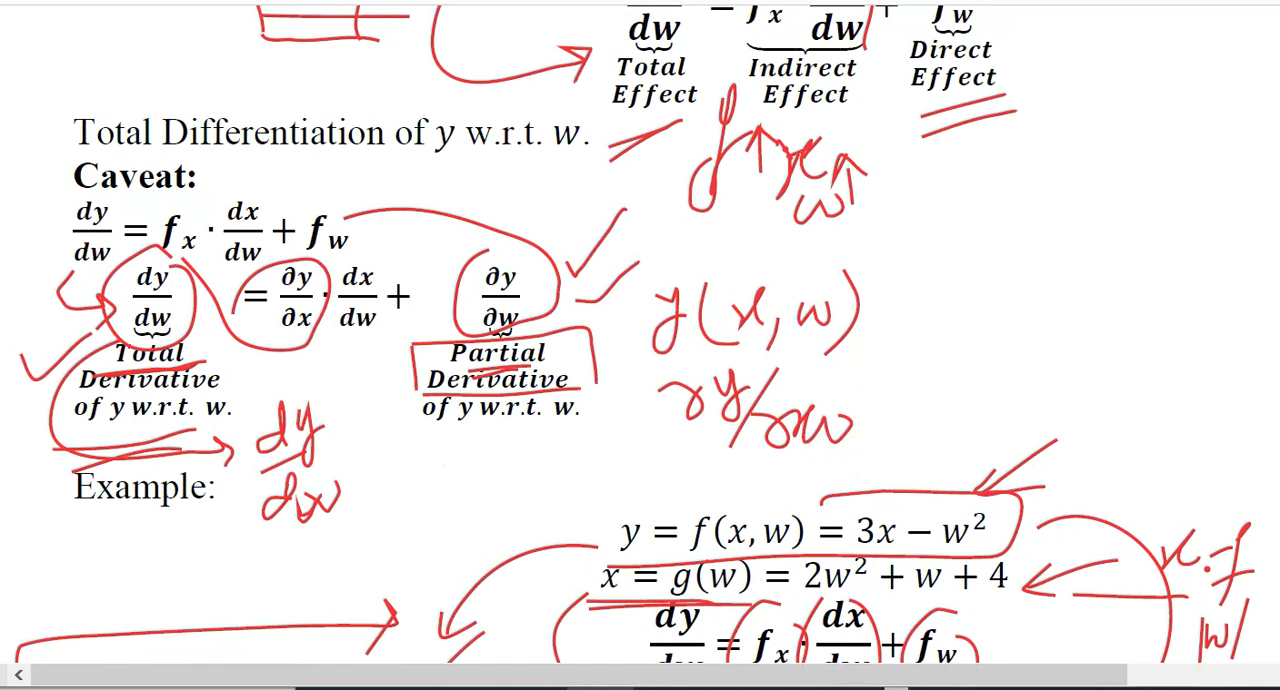 dw = f x dw + f w
Total Effect Indirect Effect Direct Effect
Total Differentiation of y w.r.t. w.
y x w
Caveat:
dy/dw = f_x · dx/dw + f_w
dy/dw = ∂y/∂x · dx/dw + ∂y/∂w
Total Derivative of y w.r.t. w. Partial Derivative of y w.r.t. w.
y(x, w)
dy
Example:
y = f(x, w) = 3x − w²
x = g(w) = 2w² + w + 4
dy = f_x · dx + f_w